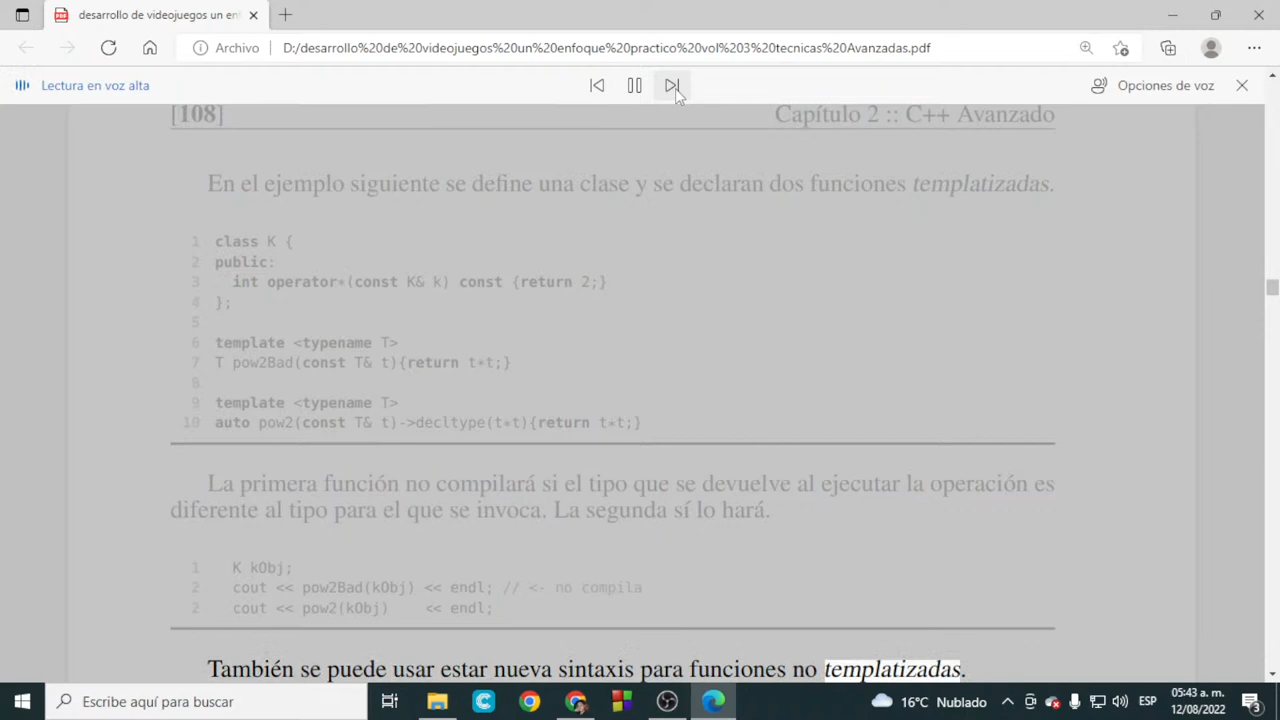 desarrollo de videojuegos un en
Archivo
D:/desarrollo%20de%20videojuegos%20un%20enfoque%20practico%20vol%203%20tecnicas%20Avanzadas.pdf
Lectura en voz alta
Opciones de voz
[108] Capítulo 2 :: C++ Avanzado
En el ejemplo siguiente se define una clase y se declaran dos funciones templatizadas.
1 class K {
2 public:
3 int operator*(const K& k) const {return 2;}
4 };
5
6 template <typename T>
7 T pow2Bad(const T& t){return t*t;}
8
9 template <typename T>
10 auto pow2(const T& t)->decltype(t*t){return t*t;}
La primera función no compilará si el tipo que se devuelve al ejecutar la operación es
diferente al tipo para el que se invoca. La segunda sí lo hará.
1 K kObj;
2 cout << pow2Bad(kObj) << endl; // <- no compila
2 cout << pow2(kObj) << endl;
También se puede usar estar nueva sintaxis para funciones no templatizadas.
Escribe aquí para buscar
16°C Nublado
ESP
05:43 a. m.
12/08/2022
3